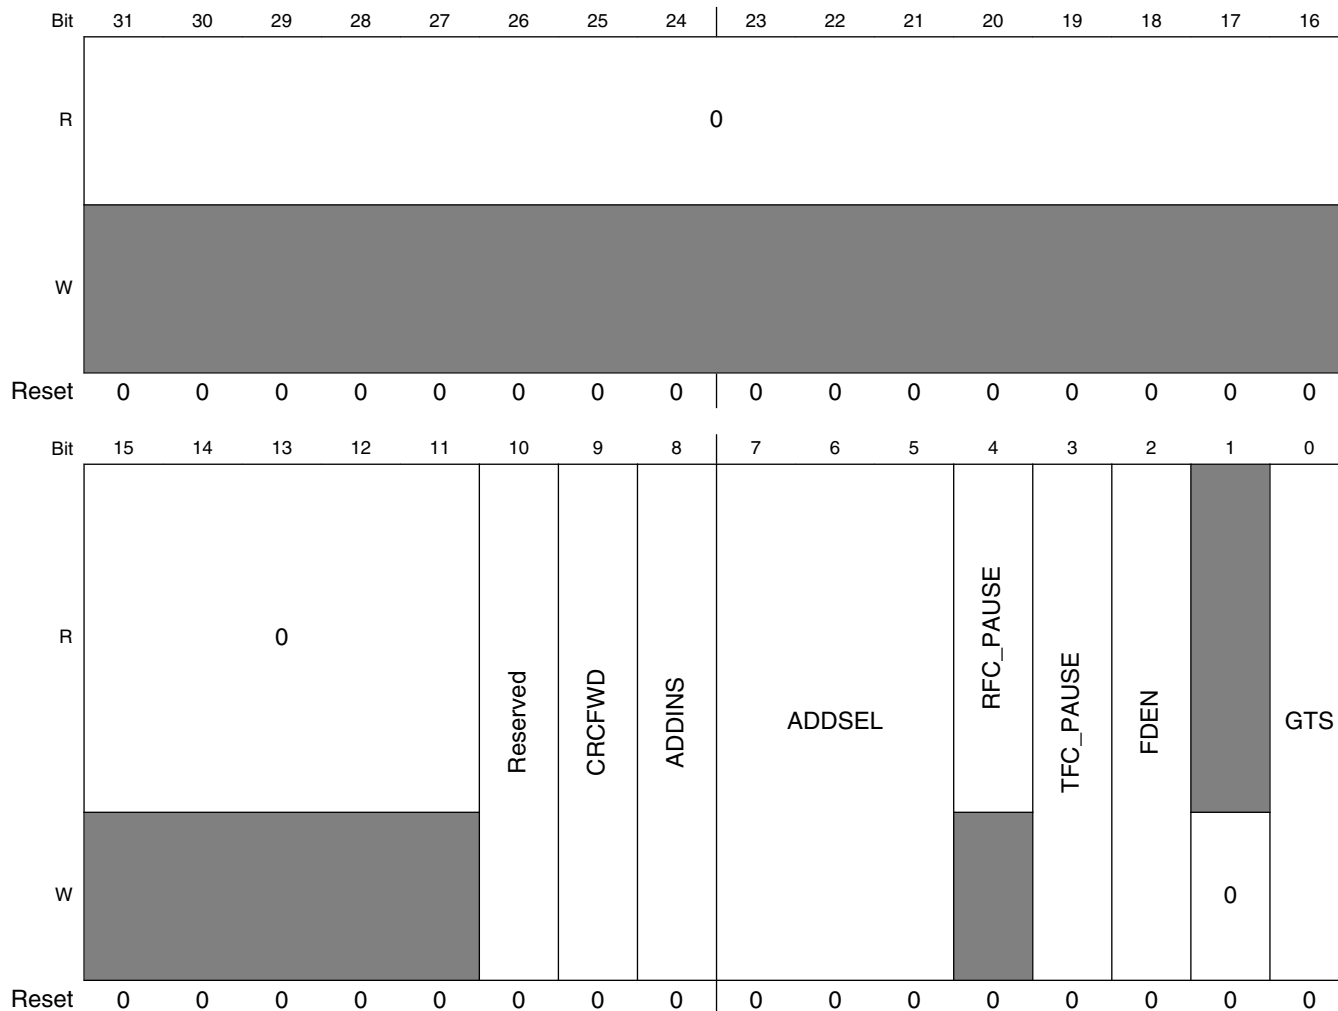 Bit 31 30 29 28 27 26 25 24 23 22 21 20 19 18 17 16
R 0
W
Reset 0 0 0 0 0 0 0 0 0 0 0 0 0 0 0 0
Bit 15 14 13 12 11 10 9 8 7 6 5 4 3 2 1 0
R 0 Reserved CRCFWD ADDINS ADDSEL RFC_PAUSE TFC_PAUSE FDEN GTS
W 0
Reset 0 0 0 0 0 0 0 0 0 0 0 0 0 0 0 0